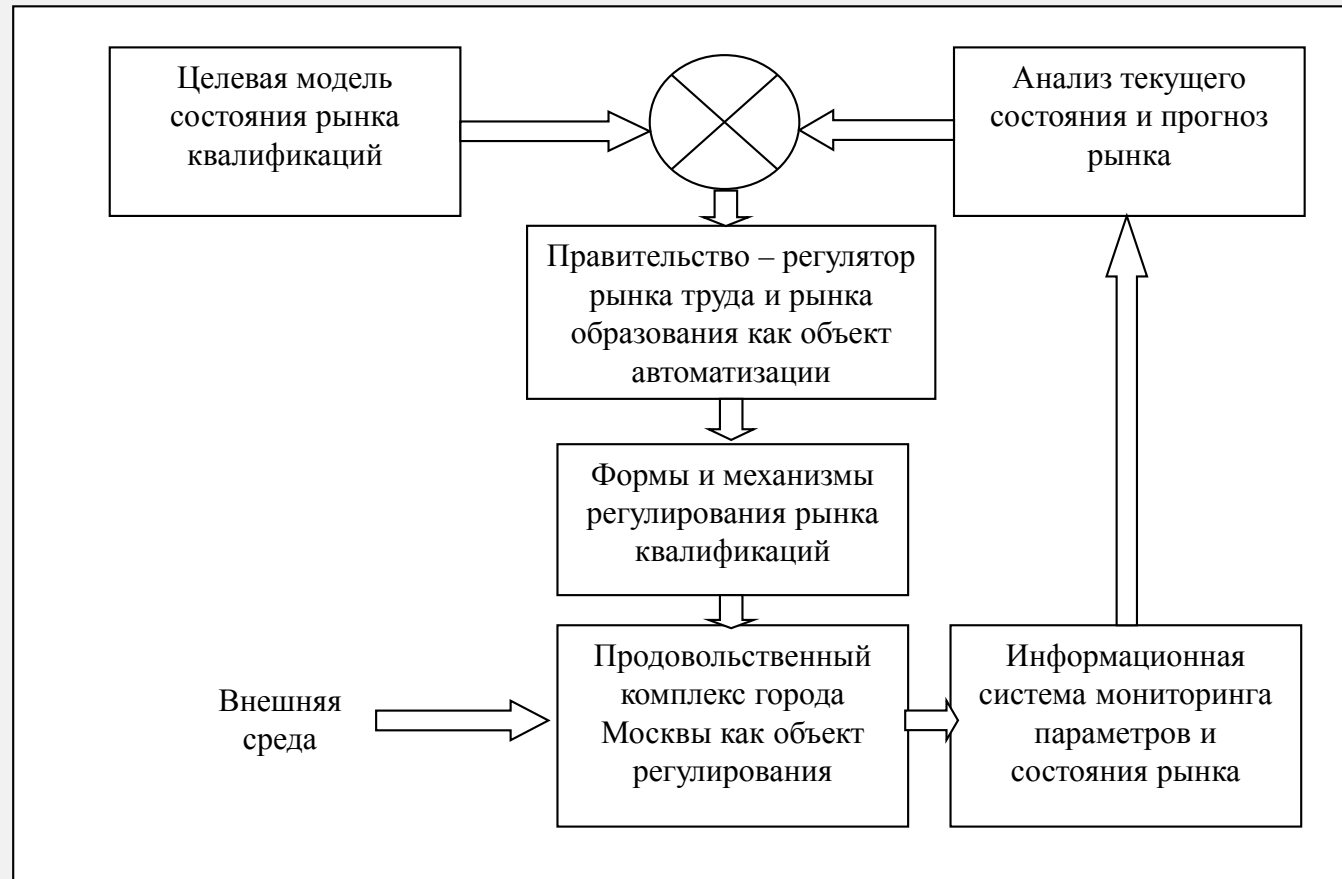 Целевая модель
состояния рынка
квалификаций
Анализ текущего
состояния и прогноз
рынка
Правительство – регулятор
рынка труда и рынка
образования как объект
автоматизации
Формы и механизмы
регулирования рынка
квалификаций
Внешняя
среда
Продовольственный
комплекс города
Москвы как объект
регулирования
Информационная
система мониторинга
параметров и
состояния рынка